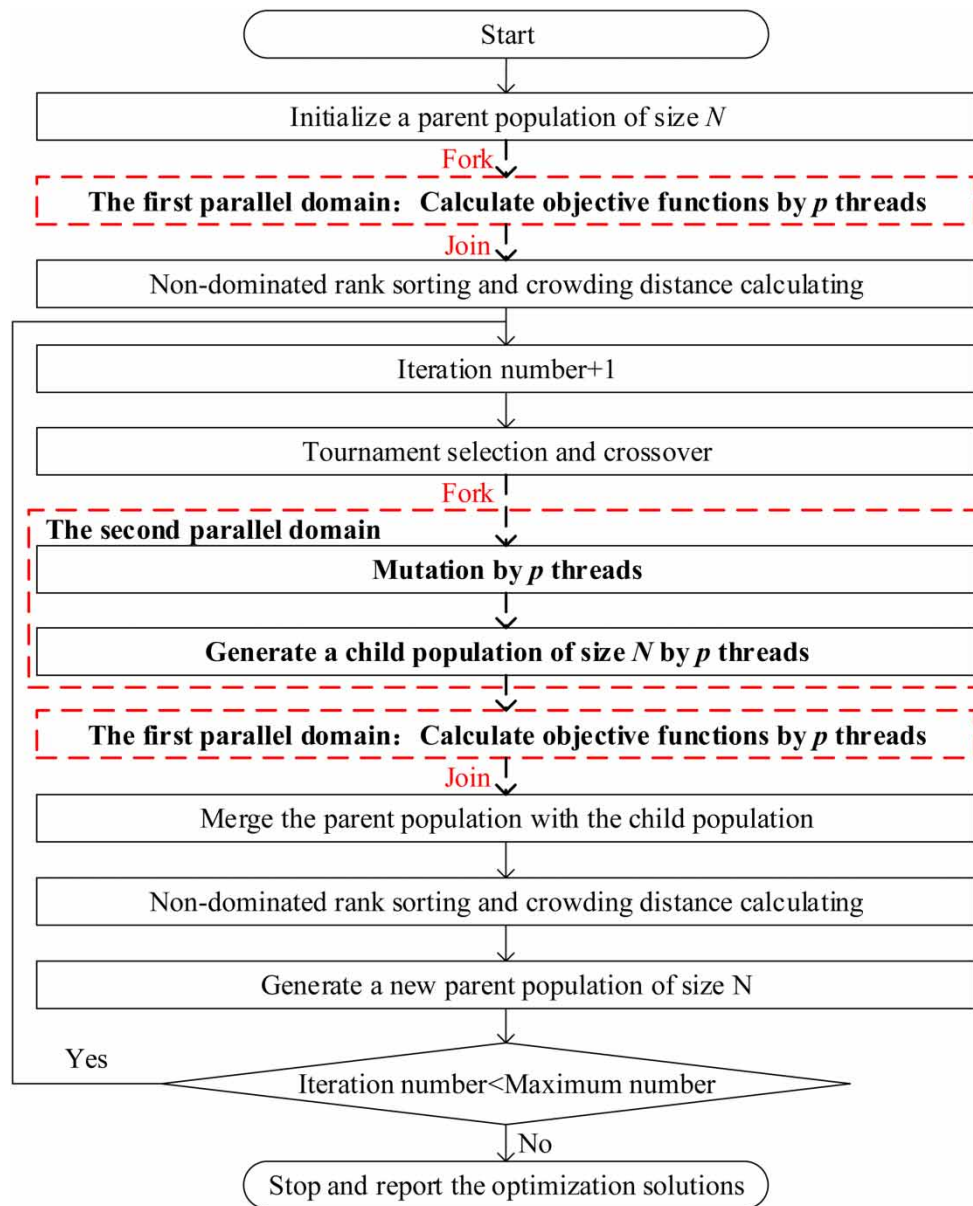 Start
Initialize a parent population of size N
Fork
The first parallel domain：Calculate objective functions by p threads
Join
Non-dominated rank sorting and crowding distance calculating
Iteration number+1
Tournament selection and crossover
Fork
The second parallel domain
Mutation by p threads
Generate a child population of size N by p threads
The first parallel domain：Calculate objective functions by p threads
Join
Merge the parent population with the child population
Non-dominated rank sorting and crowding distance calculating
Generate a new parent population of size N
Yes
Iteration number<Maximum number
No
Stop and report the optimization solutions